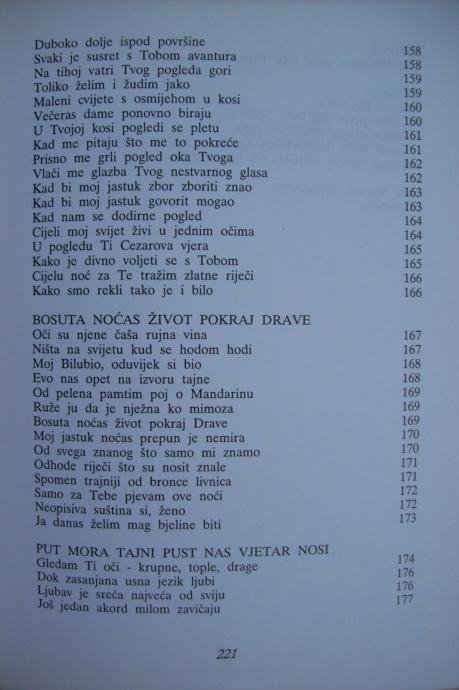 Duboko dolje ispod površine 158
Svaki je susret s Tobom avantura 158
Na tihoj vatri Tvog pogleda gori 159
Toliko želim i žudim jako 159
Maleni cvijete s osmijehom u kosi 160
Večeras dame ponovno biraju 160
U Tvojoj kosi pogledi se pletu 161
Kad me pitaju što me to pokreće 161
Prisno me grli pogled oka Tvoga 162
Vlači me glazba Tvog nestvarnog glasa 162
Kad bi moj jastuk zbor zboriti znao 163
Kad bi moj jastuk govorit mogao 163
Kad nam se dodirne pogled 164
Cijeli moj svijet živi u jednim očima 164
U pogledu Ti Cezarova vjera 165
Kako je divno voljeti se s Tobom 165
Cijelu noć za Te tražim zlatne riječi 166
Kako smo rekli tako je i bilo 166
BOSUTA NOĆAS ŽIVOT POKRAJ DRAVE
Oči su njene čaša rujna vina 167
Ništa na svijetu kud se hodom hodi 167
Moj Bilubio, oduvijek si bio 168
Evo nas opet na izvoru tajne 168
Od pelena pamtim poj o Mandarinu 169
Ruže ju da je nježna ko mimoza 169
Bosuta noćas život pokraj Drave 169
Moj jastuk noćas prepun je nemira 170
Od svega znanog što samo mi znamo 170
Odhode riječi što su nosit znale 171
Spomen trajniji od bronce livnica 171
Samo za Tebe pjevam ove noći 172
Neopisiva suština si, ženo 172
Ja danas želim mag bjeline biti 173
PUT MORA TAJNI PUST NAS VJETAR NOSI
Gledam Ti oči - krupne, tople, drage 174
Dok zasanjana usna jezik ljubi 176
Ljubav je sreća najveća od sviju 176
Još jedan akord milom zavičaju 177
221